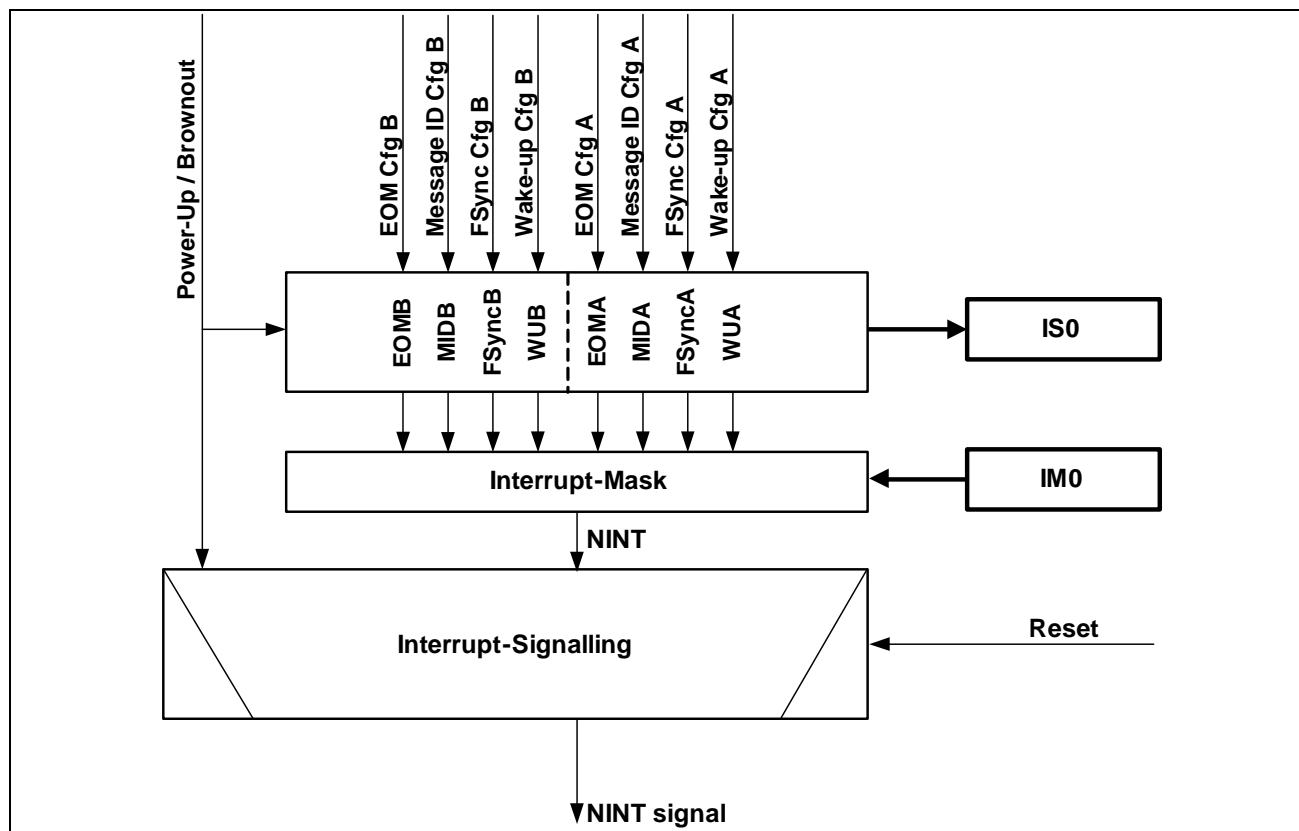 Power-Up / Brownout
EOM Cfg B
Message ID Cfg B
FSync Cfg B
Wake-up Cfg B
EOM Cfg A
Message ID Cfg A
FSync Cfg A
Wake-up Cfg A
EOMB
MIDB
FSyncB
WUB
EOMA
MIDA
FSyncA
WUA
IS0
Interrupt-Mask
IM0
NINT
Interrupt-Signalling
Reset
NINT signal